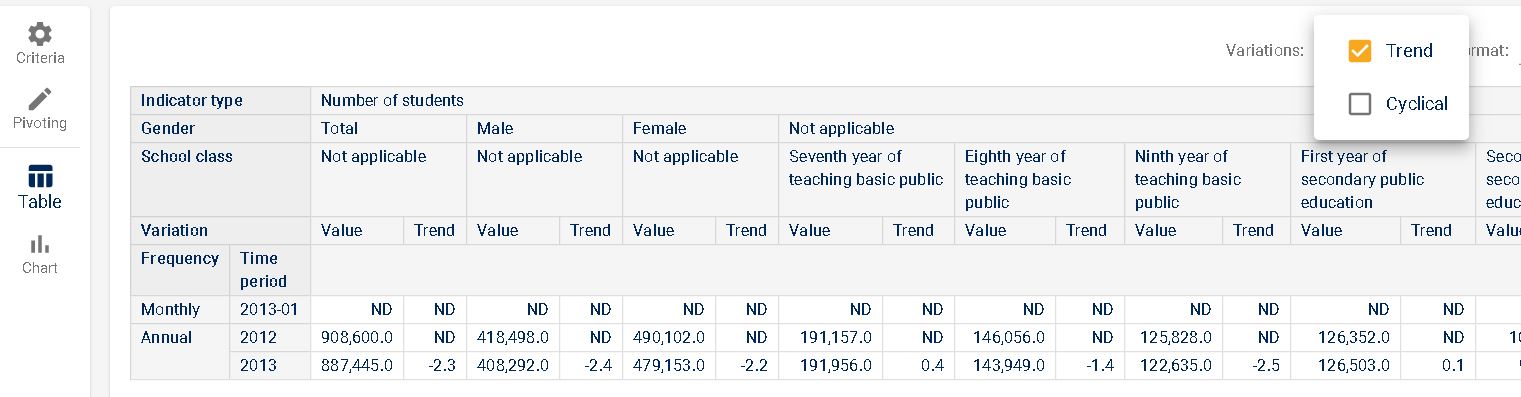 Criteria
Pivoting
Table
Chart
Variations:
Trend
Cyclical
rmat:
Indicator type Number of students
Gender Total Male Female Not applicable
School class Not applicable Not applicable Not applicable Seventh year of teaching basic public Eighth year of teaching basic public Ninth year of teaching basic public First year of secondary public education Seco seco educ
Variation Value Trend Value Trend Value Trend Value Trend Value Trend Value Trend Value Trend Valu
Frequency Time period
Monthly 2013-01 ND ND ND ND ND ND ND ND ND ND ND ND ND ND
Annual 2012 908,600.0 ND 418,498.0 ND 490,102.0 ND 191,157.0 ND 146,056.0 ND 125,828.0 ND 126,352.0 ND
2013 887,445.0 -2.3 408,292.0 -2.4 479,153.0 -2.2 191,956.0 0.4 143,949.0 -1.4 122,635.0 -2.5 126,503.0 0.1